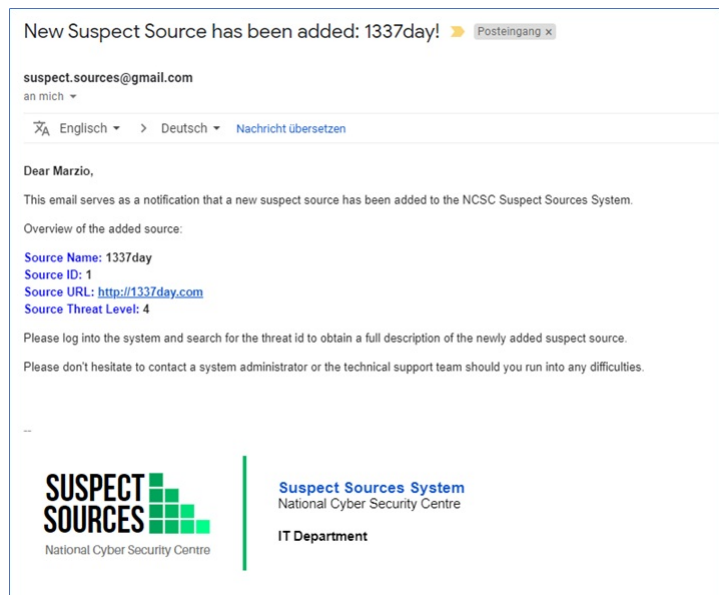 New Suspect Source has been added: 1337day! Posteingang x
suspect.sources@gmail.com
an mich
Englisch > Deutsch Nachricht übersetzen
Dear Marzio,
This email serves as a notification that a new suspect source has been added to the NCSC Suspect Sources System.
Overview of the added source:
Source Name: 1337day
Source ID: 1
Source URL: http://1337day.com
Source Threat Level: 4
Please log into the system and search for the threat id to obtain a full description of the newly added suspect source.
Please don't hesitate to contact a system administrator or the technical support team should you run into any difficulties.
--
SUSPECT
SOURCES
National Cyber Security Centre
Suspect Sources System
National Cyber Security Centre
IT Department